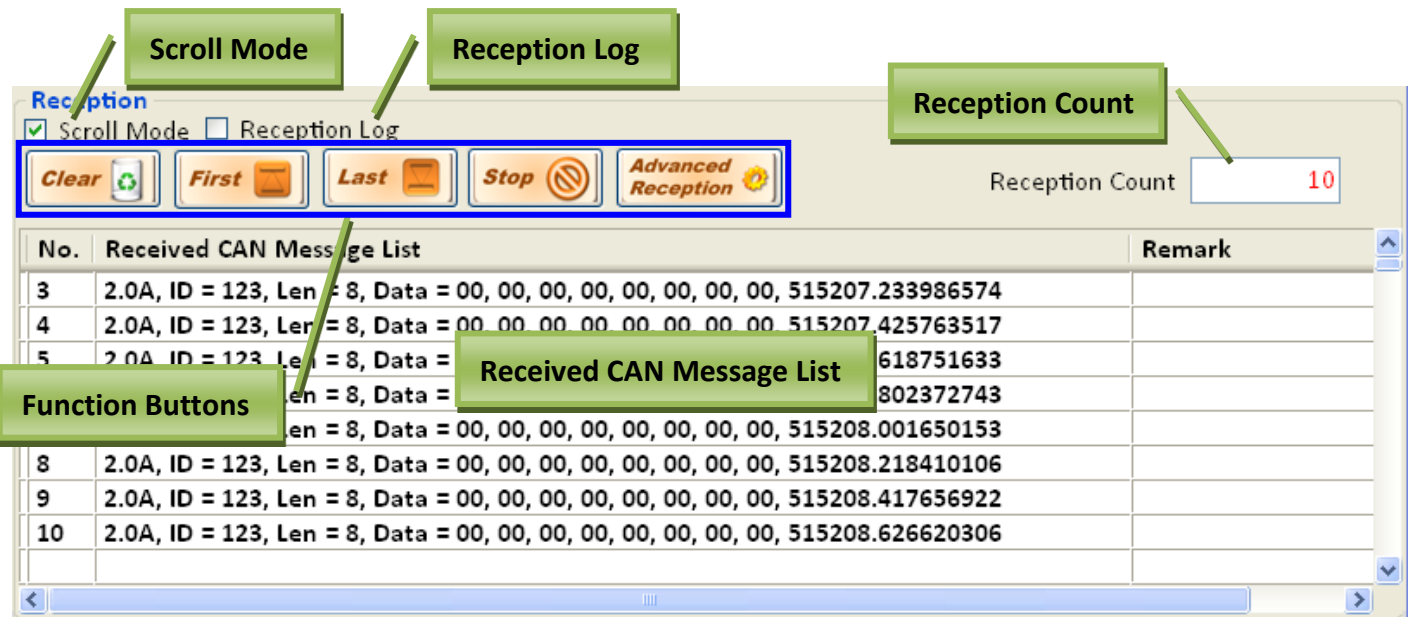 Scroll Mode
Reception Log
Reception Count
Reception
Scroll Mode Reception Log
Clear First Last Stop Advanced Reception
Reception Count 10
No. Received CAN Message List Remark
3 2.0A, ID = 123, Len = 8, Data = 00, 00, 00, 00, 00, 00, 00, 00, 515207.233986574
4 2.0A, ID = 123, Len = 8, Data = 00, 00, 00, 00, 00, 00, 00, 00, 515207.425763517
5 2.0A, ID = 123, Len = 8, Data = .618751633
Received CAN Message List
Len = 8, Data = .802372743
Function Buttons
Len = 8, Data = 00, 00, 00, 00, 00, 00, 00, 00, 515208.001650153
8 2.0A, ID = 123, Len = 8, Data = 00, 00, 00, 00, 00, 00, 00, 00, 515208.218410106
9 2.0A, ID = 123, Len = 8, Data = 00, 00, 00, 00, 00, 00, 00, 00, 515208.417656922
10 2.0A, ID = 123, Len = 8, Data = 00, 00, 00, 00, 00, 00, 00, 00, 515208.626620306